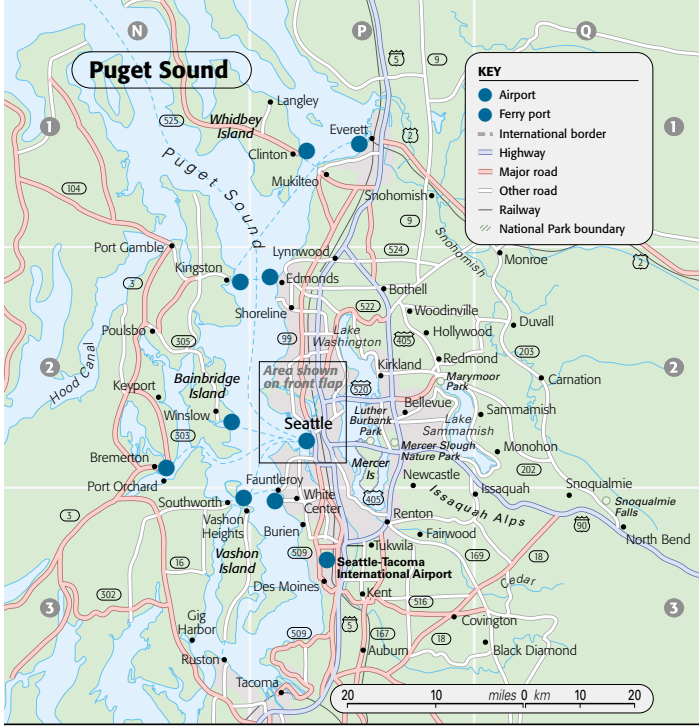 N
P
Q
Puget Sound
KEY
Airport
Ferry port
International border
Highway
Major road
Other road
Railway
National Park boundary
5
9
Langley
Whidbey
Island
525
1
1
Everett
2
Clinton
Puget Sound
Mukilteo
104
Snohomish
9
Snohomish
Port Gamble
Lynnwood
524
Monroe
2
Kingston
Edmonds
3
Bothell
522
Woodinville
Shoreline
Poulsbo
305
99
Lake
Washington
405
Hollywood
Duvall
203
Hood Canal
2
2
Area shown
on front flap
Kirkland
Redmond
Marymoor
Park
Carnation
Keyport
Bainbridge
Island
520
Winslow
Seattle
Luther
Burbank
Park
Bellevue
Sammamish
Lake
Sammamish
303
Mercer Slough
Nature Park
Monohon
Bremerton
Mercer
Is
202
Port Orchard
Fauntleroy
Newcastle
Issaquah
Snoqualmie
Southworth
White
Center
405
Issaquah Alps
Snoqualmie
Falls
3
Vashon
Heights
Renton
90
Burien
Fairwood
North Bend
Vashon
Island
509
Tukwila
169
18
16
Seattle-Tacoma
International Airport
Cedar
Des Moines
Kent
302
516
3
3
Gig
Harbor
Covington
5
509
167
18
Ruston
Auburn
Black Diamond
Tacoma
20 10 miles 0 km 10 20